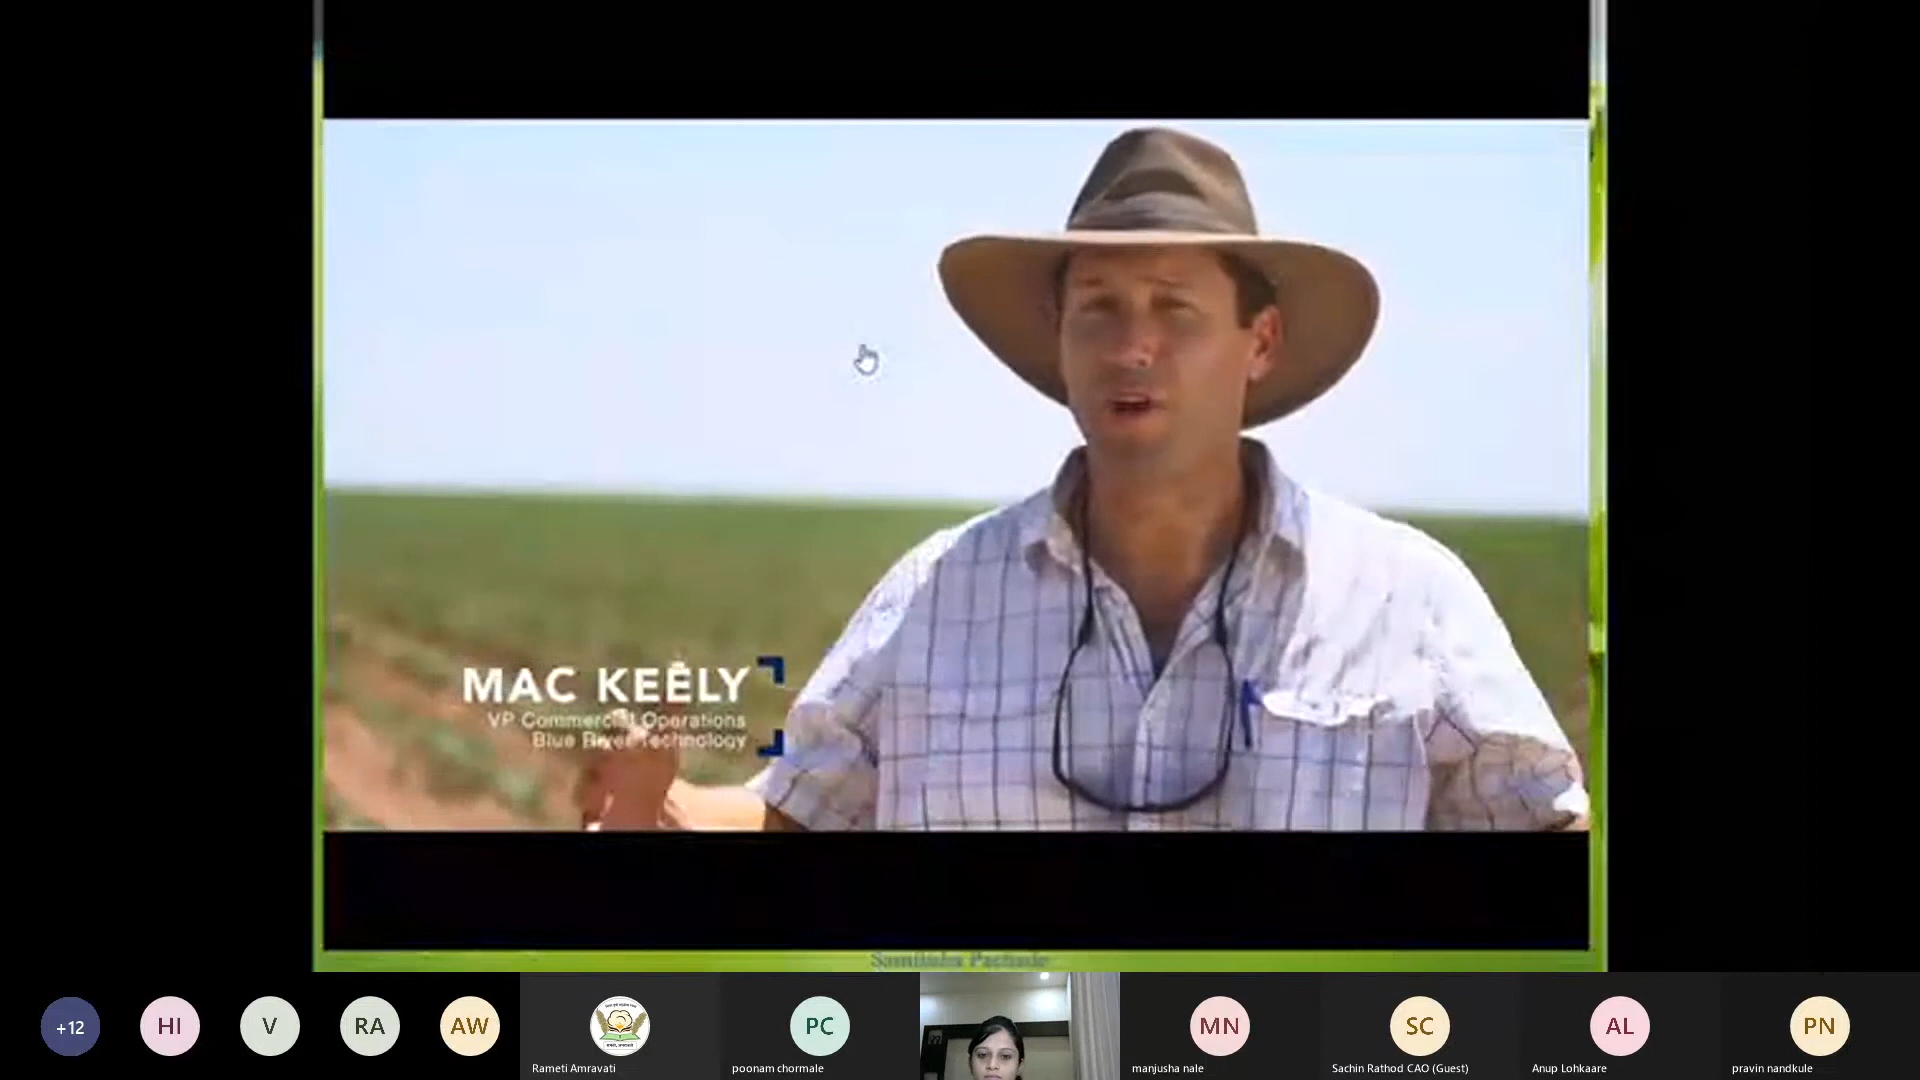 MAC KEELY
VP Commercial Operations
Blue River Technology
+12
HI
V
RA
AW
PC
MN
SC
AL
PN
Rameti Amravati
poonam chormale
manjusha nale
Sachin Rathod CAO (Guest)
Anup Lohkaare
pravin nandkule